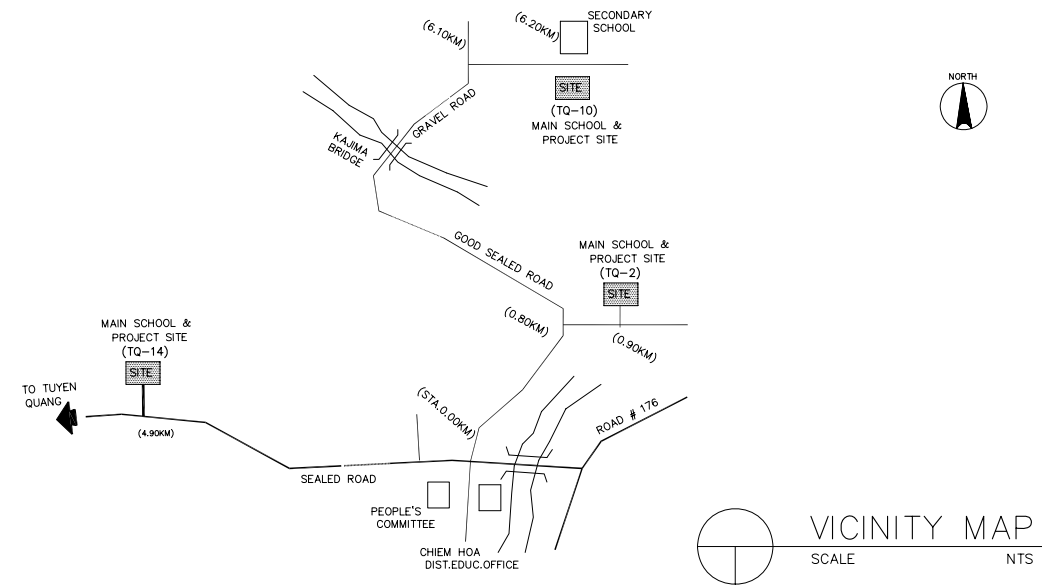 (6.10KM)
(6.20KM)
SECONDARY
SCHOOL
NORTH
SITE
(TQ-10)
MAIN SCHOOL &
PROJECT SITE
GRAVEL ROAD
KAJIMA
BRIDGE
GOOD SEALED ROAD
MAIN SCHOOL &
PROJECT SITE
(TQ-2)
SITE
(0.80KM)
(0.90KM)
MAIN SCHOOL &
PROJECT SITE
(TQ-14)
SITE
TO TUYEN
QUANG
(4.90KM)
(STA.0.00KM)
ROAD # 176
SEALED ROAD
PEOPLE'S
COMMITTEE
CHIEM HOA
DIST.EDUC.OFFICE
VICINITY MAP
SCALE NTS